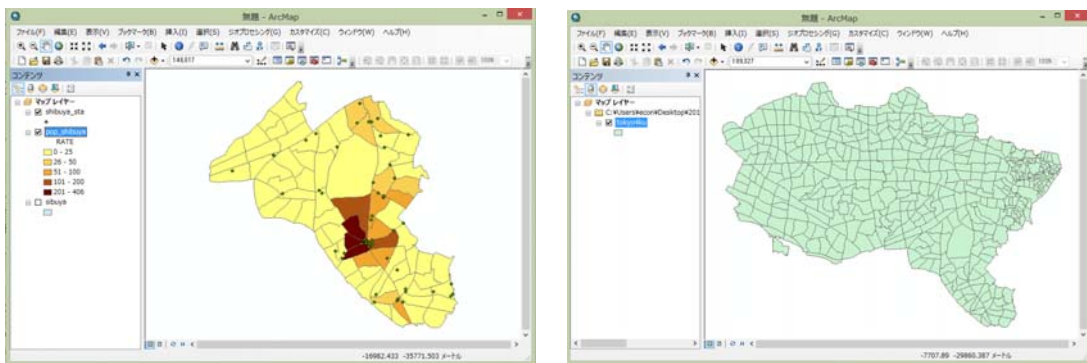 無題 - ArcMap
ファイル(F) 編集(E) 表示(V) ブックマーク(B) 挿入(I) 選択(S) ジオプロセシング(G) カスタマイズ(C) ウィンドウ(W) ヘルプ(H)
コンテンツ
マップ レイヤー
shibuya_sta
pop_shibuya
RATE
0 - 25
26 - 50
51 - 100
101 - 200
201 - 406
sibuya
-16982.433 -35771.503 メートル
無題 - ArcMap
ファイル(F) 編集(E) 表示(V) ブックマーク(B) 挿入(I) 選択(S) ジオプロセシング(G) カスタマイズ(C) ウィンドウ(W) ヘルプ(H)
コンテンツ
マップ レイヤー
C:¥Users¥econ¥Desktop¥201
tokyo4ku
-7707.89 -29860.387 メートル